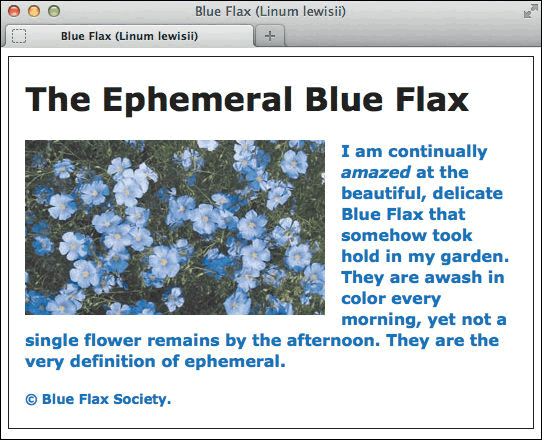 Blue Flax (Linum lewisii)
Blue Flax (Linum lewisii)
The Ephemeral Blue Flax
I am continually
amazed at the
beautiful, delicate
Blue Flax that
somehow took
hold in my garden.
They are awash in
color every
morning, yet not a
single flower remains by the afternoon. They are the
very definition of ephemeral.
© Blue Flax Society.